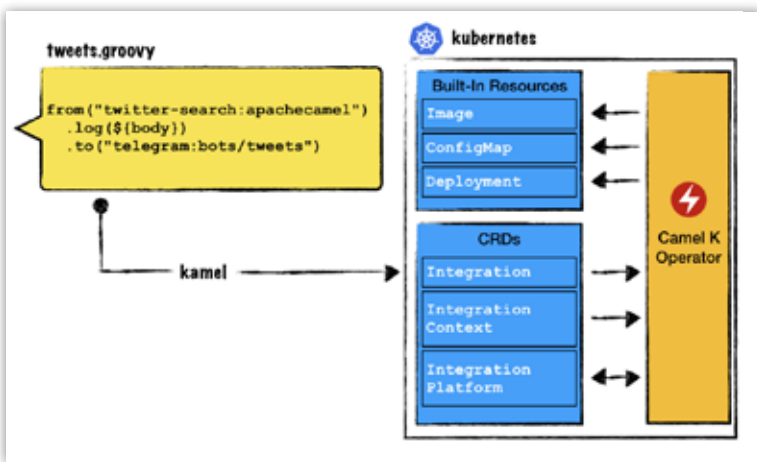 tweets.groovy
from("twitter-search:apachecamel")
.log(${body})
.to("telegram:bots/tweets")
kamel
kubernetes
Built-In Resources
Image
ConfigMap
Deployment
CRDs
Integration
Integration
Context
Integration
Platform
Camel K
Operator